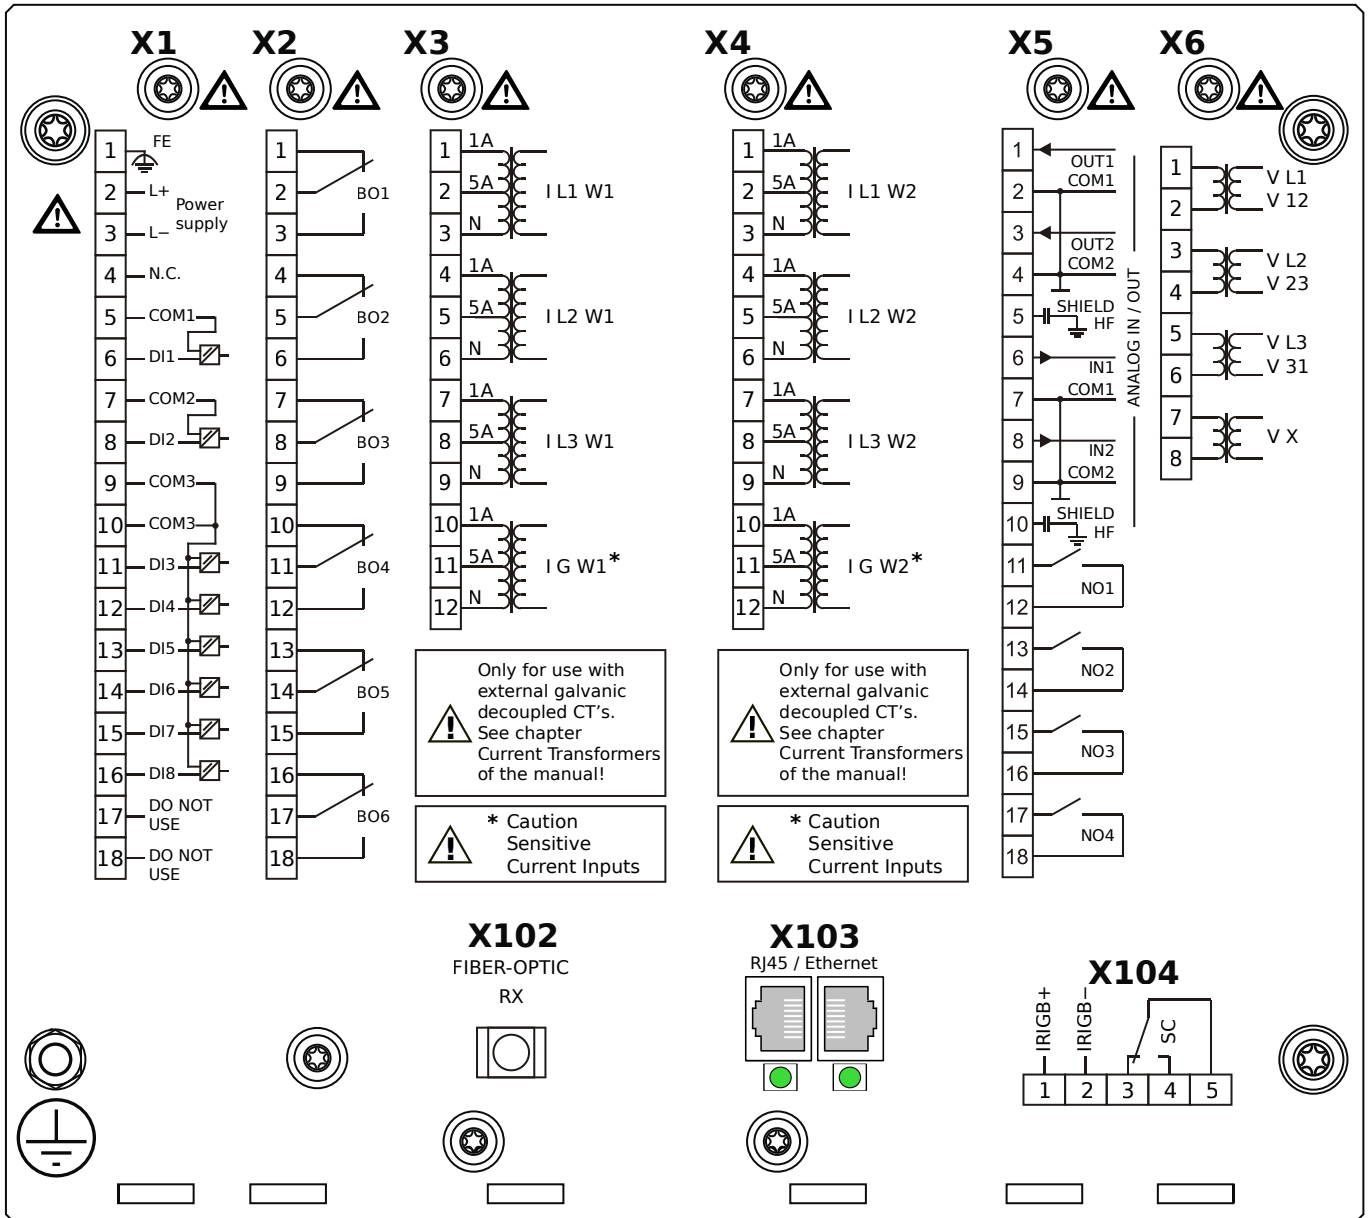 X1
X2
X3
X4
X5
X6
1 FE
2 L+
Power
supply
3 L−
4 N.C.
5 COM1
6 DI1
7 COM2
8 DI2
9 COM3
10 COM3
11 DI3
12 DI4
13 DI5
14 DI6
15 DI7
16 DI8
17 DO NOT
USE
18 DO NOT
USE
1
2 BO1
3
4
5 BO2
6
7
8 BO3
9
10
11 BO4
12
13
14 BO5
15
16
17 BO6
18
1 1A
2 5A I L1 W1
3 N
4 1A
5 5A I L2 W1
6 N
7 1A
8 5A I L3 W1
9 N
10 1A
11 5A I G W1*
12 N
Only for use with
external galvanic
decoupled CT's.
See chapter
Current Transformers
of the manual!
* Caution
Sensitive
Current Inputs
1 1A
2 5A I L1 W2
3 N
4 1A
5 5A I L2 W2
6 N
7 1A
8 5A I L3 W2
9 N
10 1A
11 5A I G W2*
12 N
Only for use with
external galvanic
decoupled CT's.
See chapter
Current Transformers
of the manual!
* Caution
Sensitive
Current Inputs
1
OUT1
2 COM1
3
OUT2
4 COM2
5 SHIELD
HF
6
IN1
7 COM1
8
IN2
9 COM2
10 SHIELD
HF
ANALOG IN / OUT
11
NO1
12
13
NO2
14
15
NO3
16
17
NO4
18
1 V L1
2 V 12
3 V L2
4 V 23
5 V L3
6 V 31
7
V X
8
X102
FIBER-OPTIC
RX
X103
RJ45 / Ethernet
X104
IRIGB+
IRIGB−
SC
1 2 3 4 5